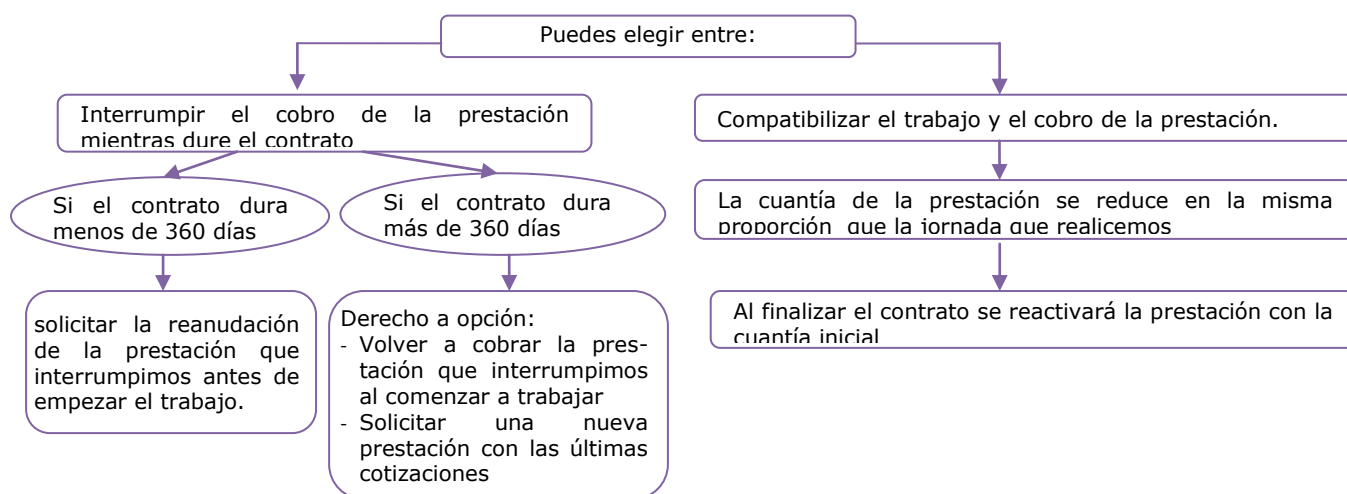 Puedes elegir entre:
Interrumpir el cobro de la prestación
mientras dure el contrato
Si el contrato dura
menos de 360 días
solicitar la reanudación
de la prestación que
interrumpimos antes de
empezar el trabajo.
Si el contrato dura
más de 360 días
Derecho a opción:
- Volver a cobrar la pres-
tación que interrumpimos
al comenzar a trabajar
- Solicitar una nueva
prestación con las últimas
cotizaciones
Compatibilizar el trabajo y el cobro de la prestación.
La cuantía de la prestación se reduce en la misma
proporción que la jornada que realicemos
Al finalizar el contrato se reactivará la prestación con la
cuantía inicial